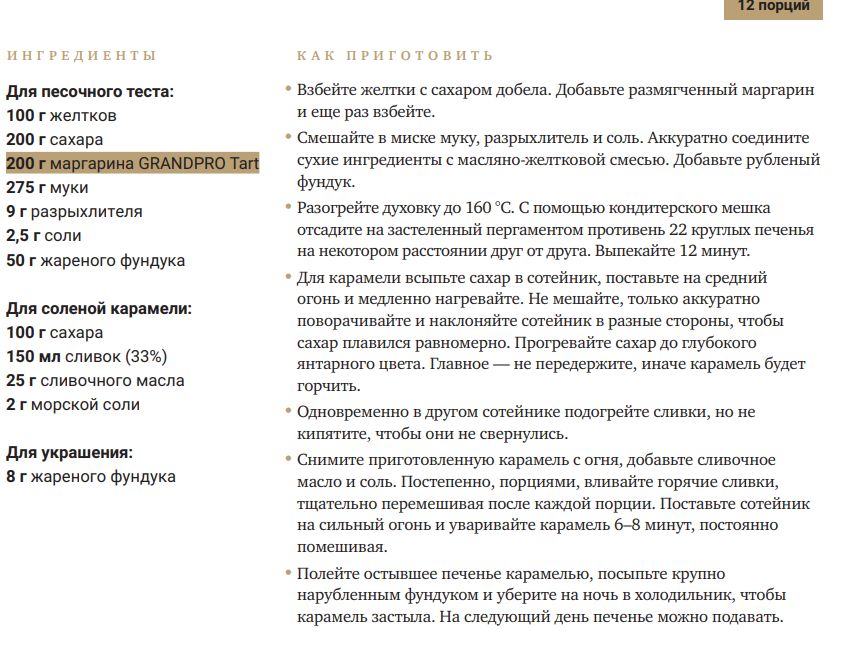 12 порций
ИНГРЕДИЕНТЫ
Для песочного теста:
100 г желтков
200 г сахара
200 г маргарина GRANDPRO Tart
275 г муки
9 г разрыхлителя
2,5 г соли
50 г жареного фундука
Для соленой карамели:
100 г сахара
150 мл сливок (33%)
25 г сливочного масла
2 г морской соли
Для украшения:
8 г жареного фундука
КАК ПРИГОТОВИТЬ
• Взбейте желтки с сахаром добела. Добавьте размягченный маргарин
и еще раз взбейте.
• Смешайте в миске муку, разрыхлитель и соль. Аккуратно соедините
сухие ингредиенты с масляно-желтковой смесью. Добавьте рубленый
фундук.
• Разогрейте духовку до 160 °С. С помощью кондитерского мешка
отсадите на застеленный пергаментом противень 22 круглых печенья
на некотором расстоянии друг от друга. Выпекайте 12 минут.
• Для карамели всыпьте сахар в сотейник, поставьте на средний
огонь и медленно нагревайте. Не мешайте, только аккуратно
поворачивайте и наклоняйте сотейник в разные стороны, чтобы
сахар плавился равномерно. Прогревайте сахар до глубокого
янтарного цвета. Главное — не передержите, иначе карамель будет
горчить.
• Одновременно в другом сотейнике подогрейте сливки, но не
кипятите, чтобы они не свернулись.
• Снимите приготовленную карамель с огня, добавьте сливочное
масло и соль. Постепенно, порциями, вливайте горячие сливки,
тщательно перемешивая после каждой порции. Поставьте сотейник
на сильный огонь и уваривайте карамель 6–8 минут, постоянно
помешивая.
• Полейте остывшее печенье карамелью, посыпьте крупно
нарубленным фундуком и уберите на ночь в холодильник, чтобы
карамель застыла. На следующий день печенье можно подавать.